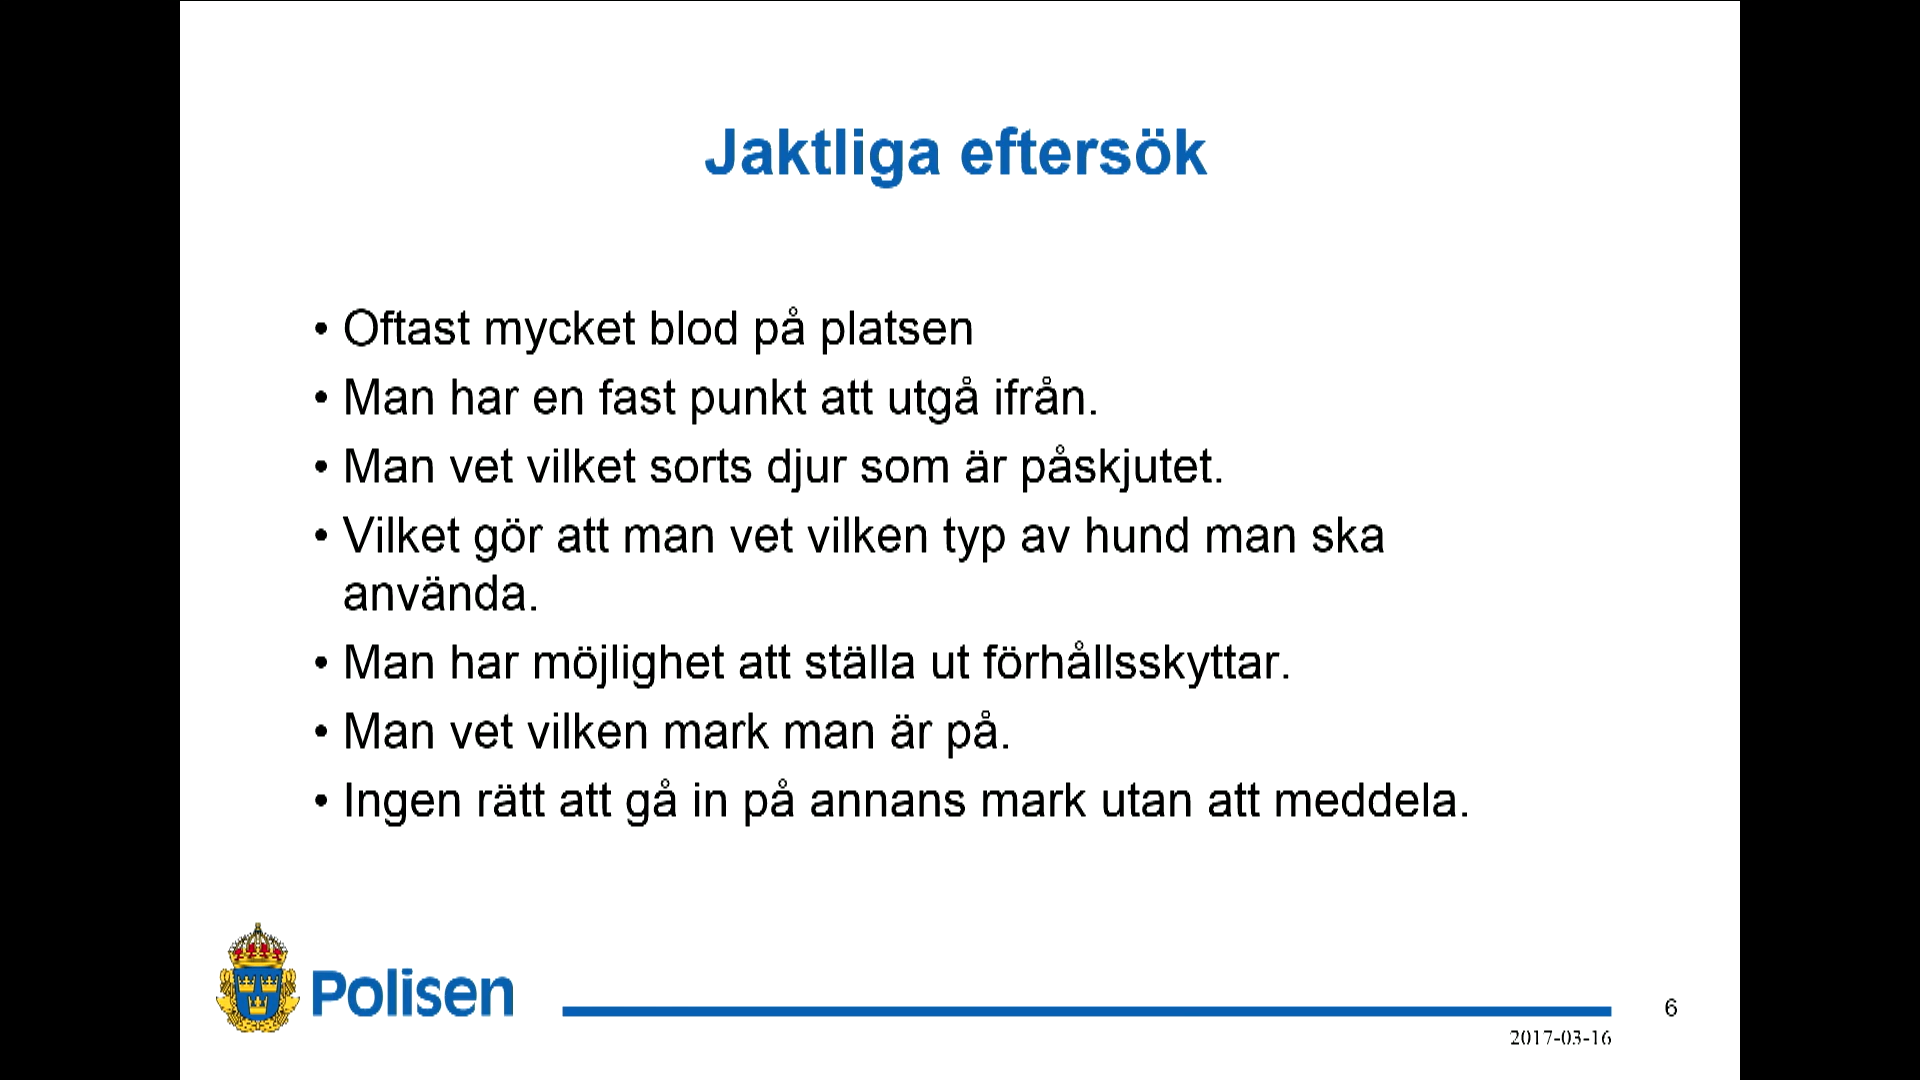 Jaktliga eftersök
• Oftast mycket blod på platsen
• Man har en fast punkt att utgå ifrån.
• Man vet vilket sorts djur som är påskjutet.
• Vilket gör att man vet vilken typ av hund man ska
använda.
• Man har möjlighet att ställa ut förhållsskyttar.
• Man vet vilken mark man är på.
• Ingen rätt att gå in på annans mark utan att meddela.
Polisen
6
2017-03-16